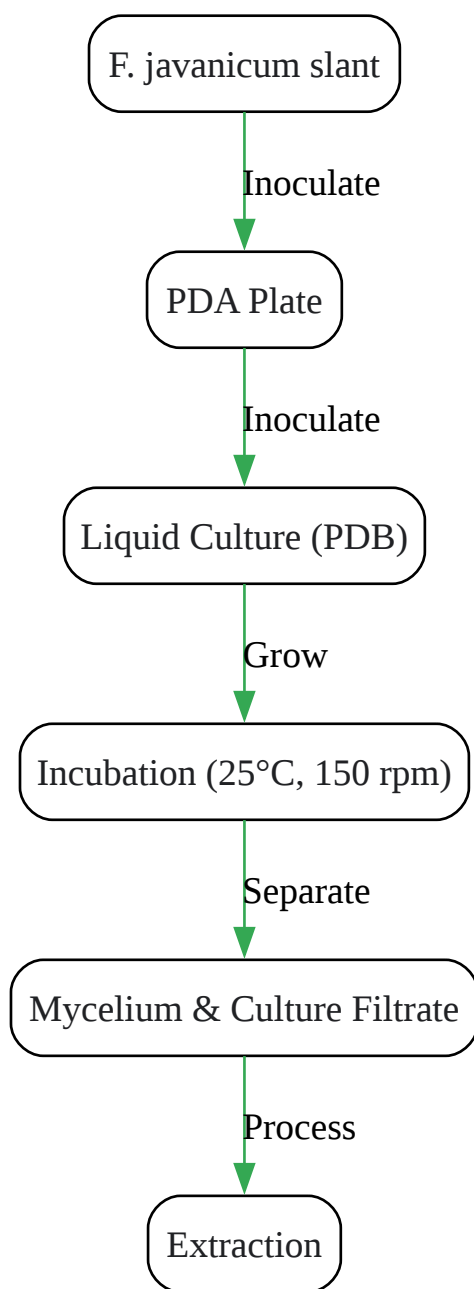 F. javanicum slant
Inoculate
PDA Plate
Inoculate
Liquid Culture (PDB)
Grow
Incubation (25°C, 150 rpm)
Separate
Mycelium & Culture Filtrate
Process
Extraction